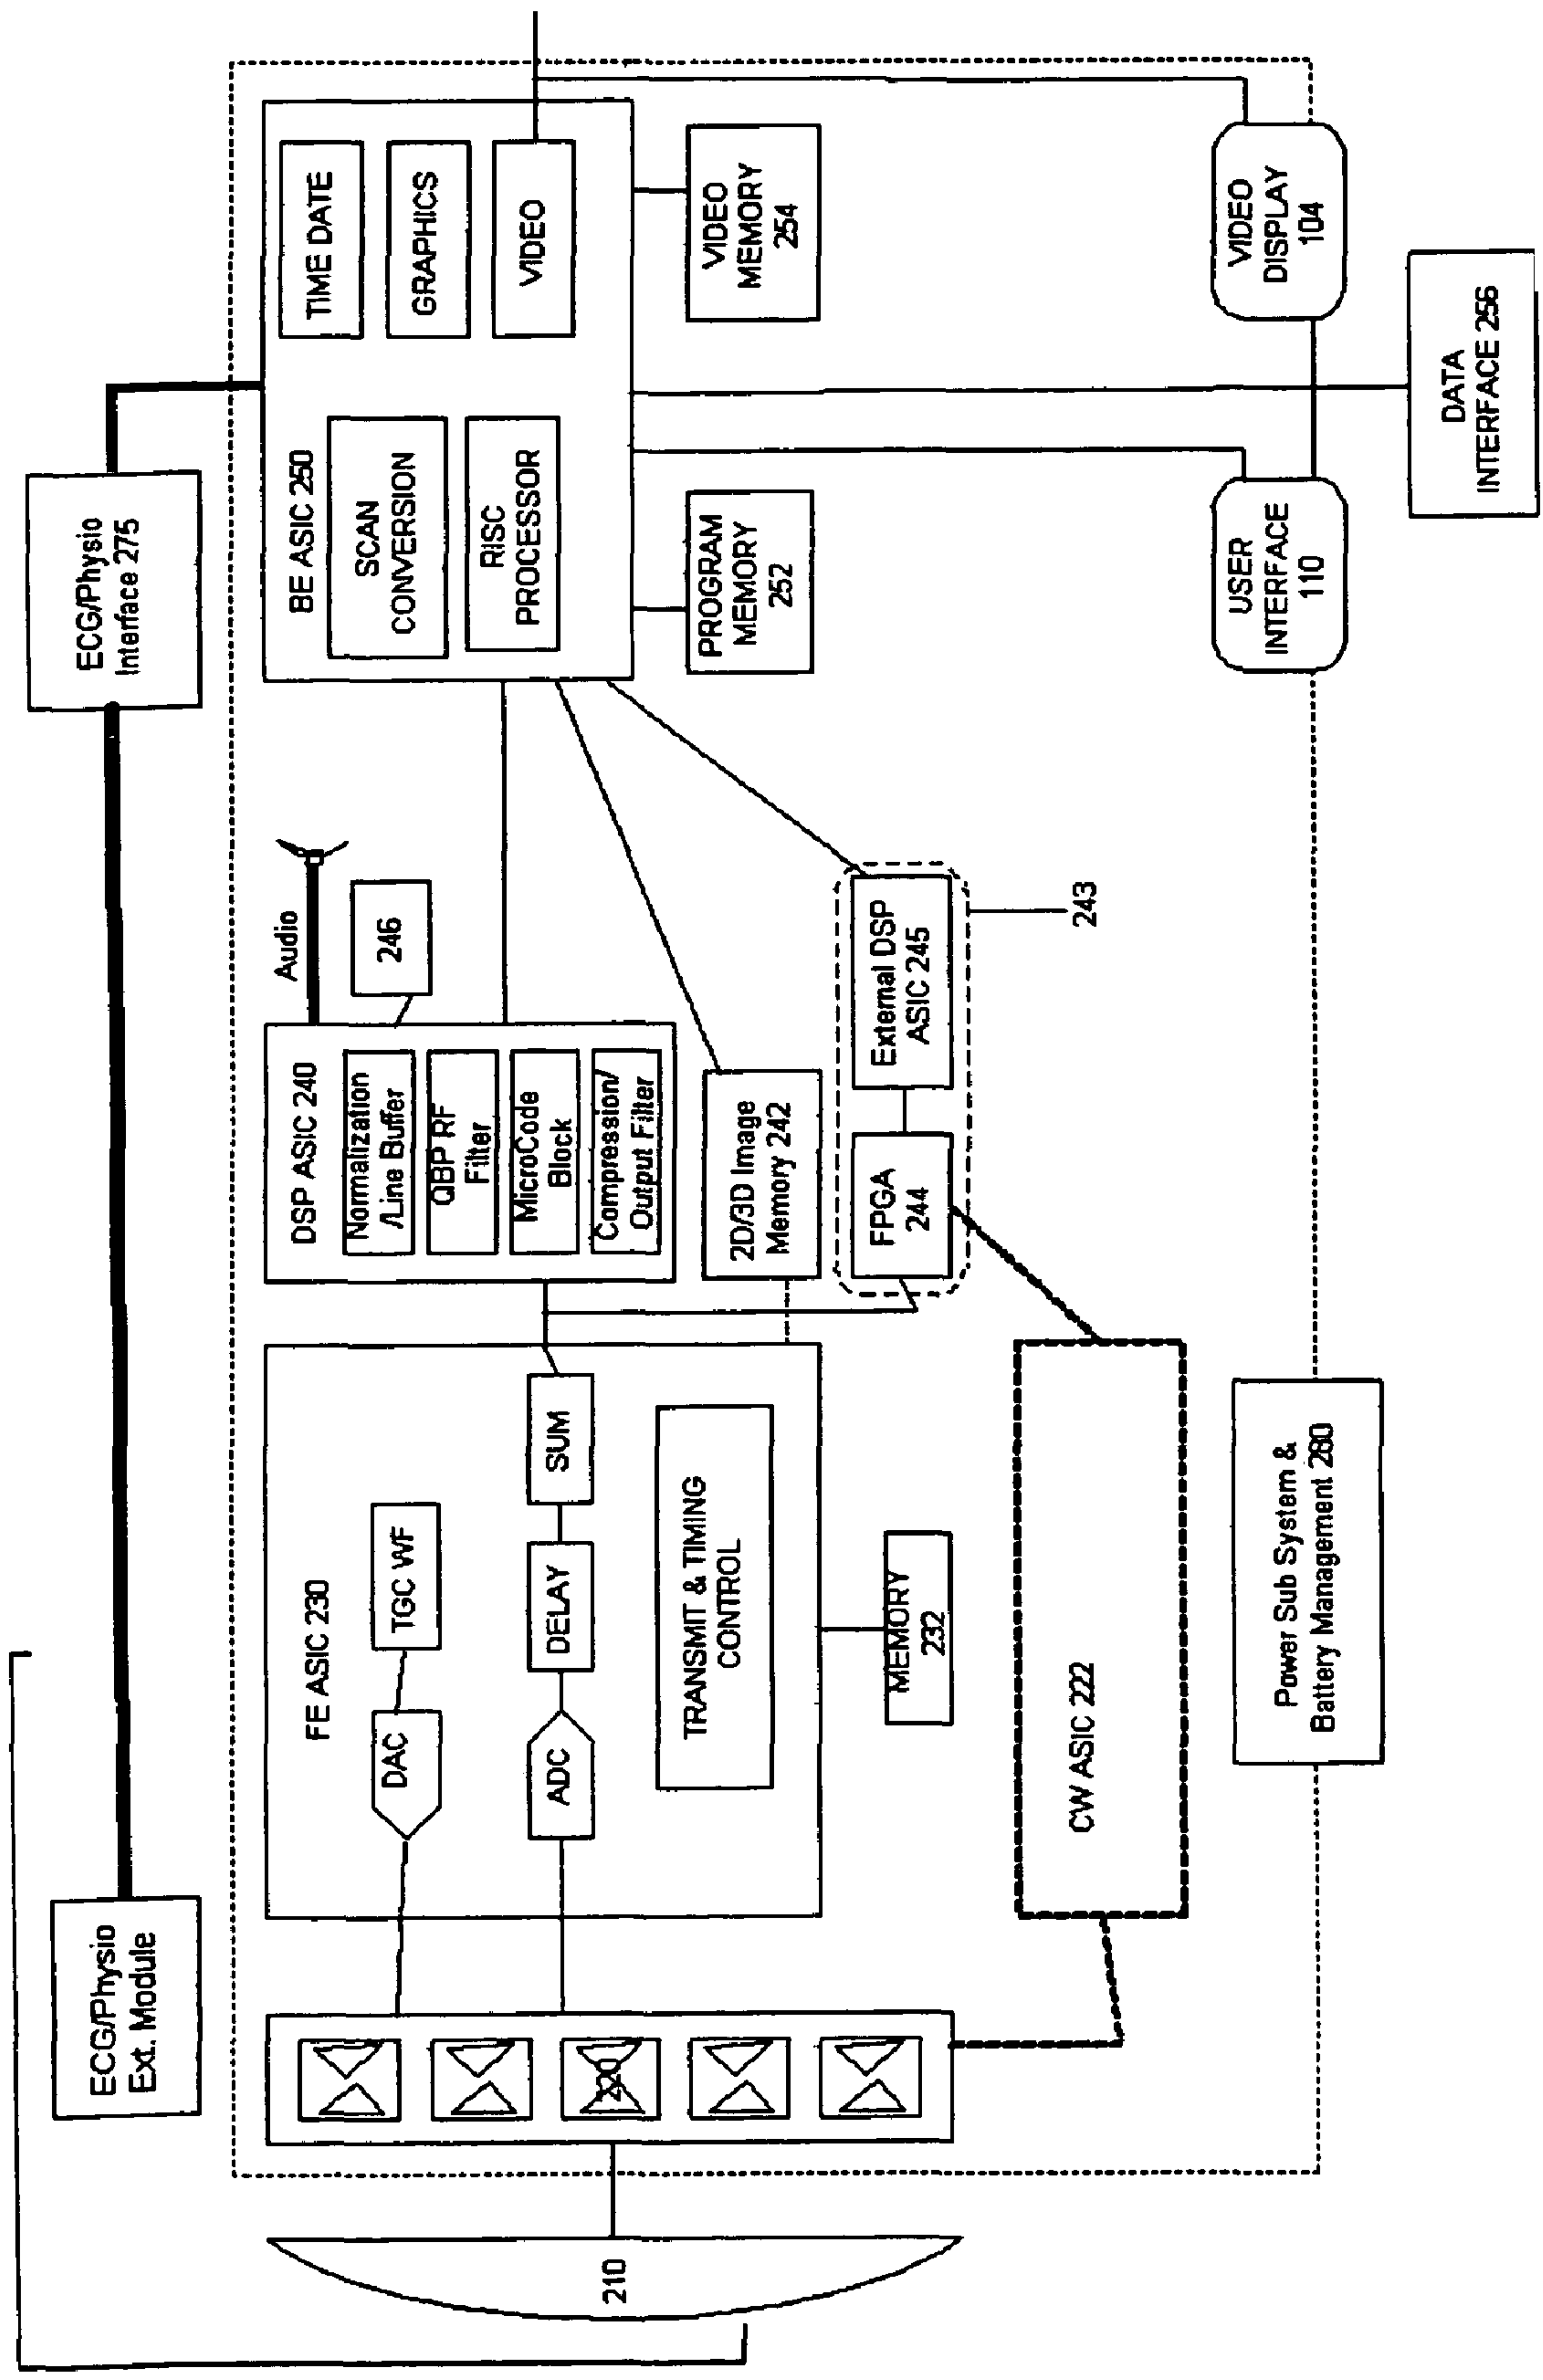 ECG/Physio
Ext. Module
ECG/Physio
Interface 275
210
220
FE ASIC 230
DAC
TGC WF
ADC
DELAY
SUM
TRANSMIT & TIMING
CONTROL
MEMORY
232
CW ASIC 222
Audio
246
DSP ASIC 240
Normalization
/Line Buffer
QBP RF
Filter
MicroCode
Block
Compression/
Output Filter
2D/3D Image
Memory 242
FPGA
244
External DSP
ASIC 245
243
BE ASIC 250
SCAN
CONVERSION
RISC
PROCESSOR
TIME DATE
GRAPHICS
VIDEO
PROGRAM
MEMORY
252
VIDEO
MEMORY
254
Power Sub System &
Battery Management 280
USER
INTERFACE
110
VIDEO
DISPLAY
104
DATA
INTERFACE 256